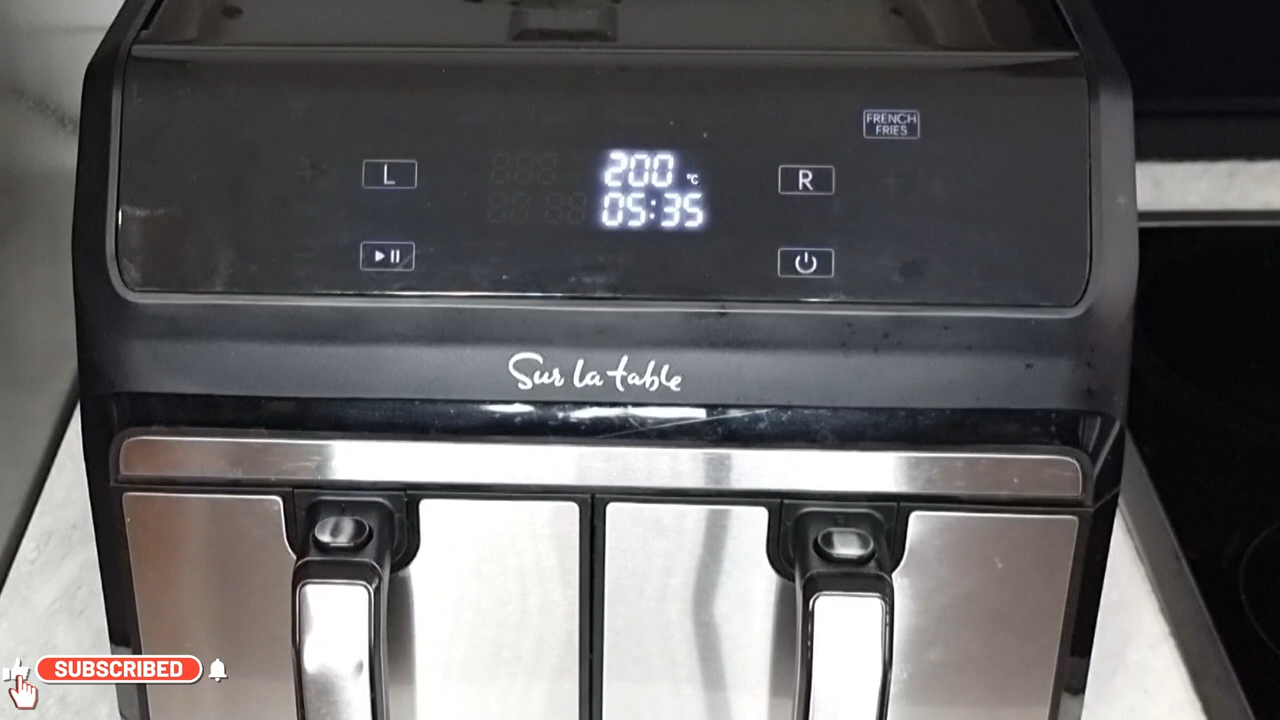 FRENCH
FRIES
L
200 °C
R
05:35
Sur la table
SUBSCRIBED